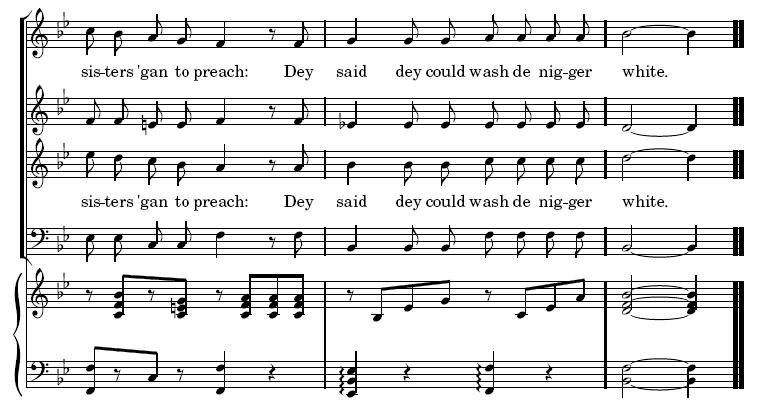 sis-ters 'gan to preach: Dey said dey could wash de nig-ger white.
sis-ters 'gan to preach: Dey said dey could wash de nig-ger white.